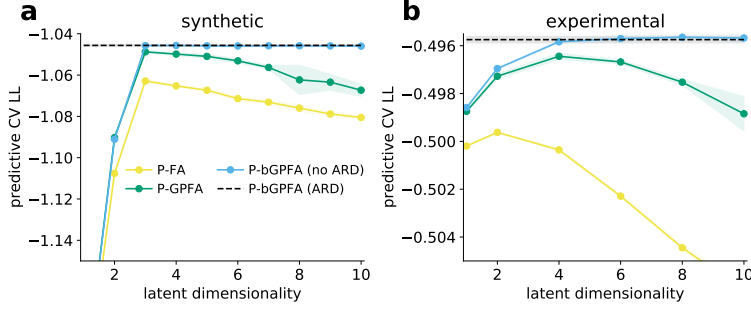 a
synthetic
predictive CV LL
−1.04
−1.06
−1.08
−1.10
−1.12
−1.14
P-FA
P-GPFA
P-bGPFA (no ARD)
P-bGPFA (ARD)
2 4 6 8 10
latent dimensionality
b
experimental
predictive CV LL
−0.496
−0.498
−0.500
−0.502
−0.504
2 4 6 8 10
latent dimensionality